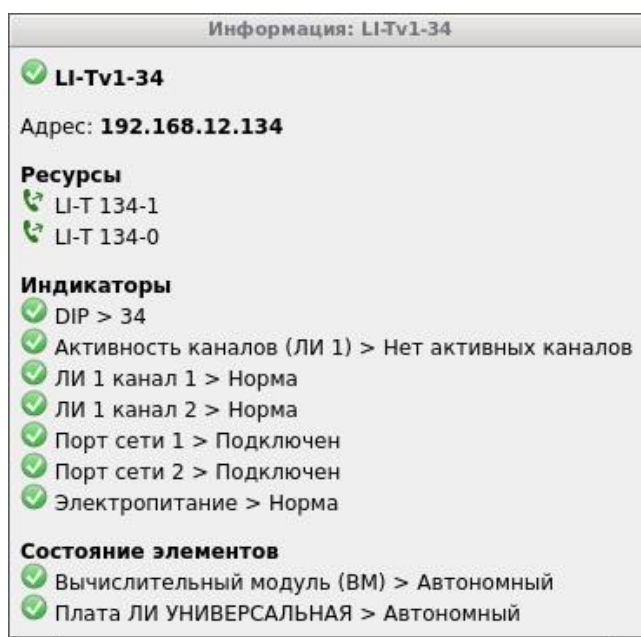 Информация: LI-Tv1-34
LI-Tv1-34
Адрес: 192.168.12.134
Ресурсы
LI-T 134-1
LI-T 134-0
Индикаторы
DIP > 34
Активность каналов (ЛИ 1) > Нет активных каналов
ЛИ 1 канал 1 > Норма
ЛИ 1 канал 2 > Норма
Порт сети 1 > Подключен
Порт сети 2 > Подключен
Электропитание > Норма
Состояние элементов
Вычислительный модуль (ВМ) > Автономный
Плата ЛИ УНИВЕРСАЛЬНАЯ > Автономный